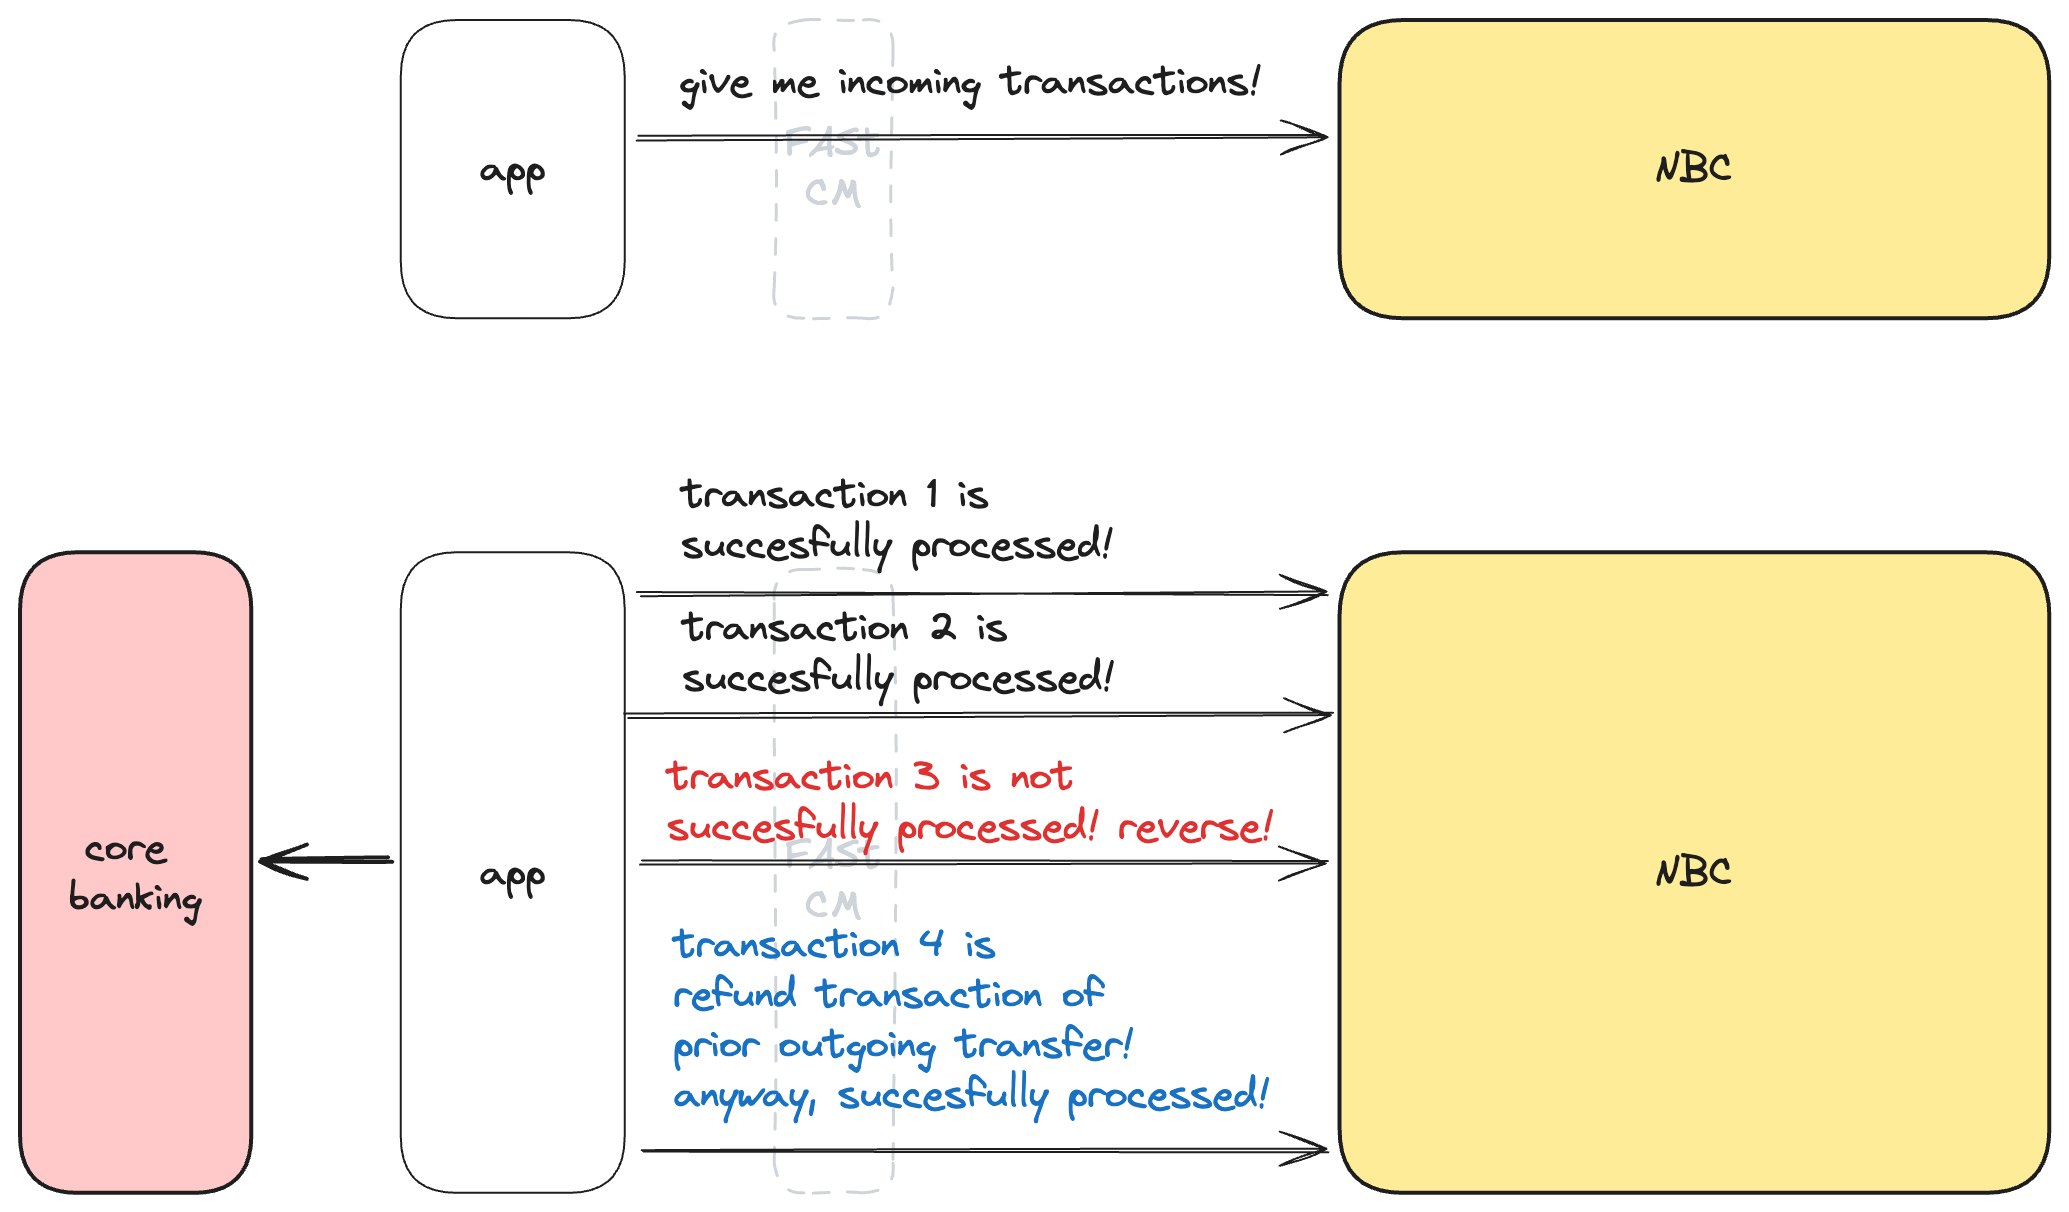 give me incoming transactions!
FASt
CM
app
NBC
transaction 1 is
succesfully processed!
transaction 2 is
succesfully processed!
transaction 3 is not
succesfully processed! reverse!
FASt
CM
core
banking
app
NBC
transaction 4 is
refund transaction of
prior outgoing transfer!
anyway, succesfully processed!